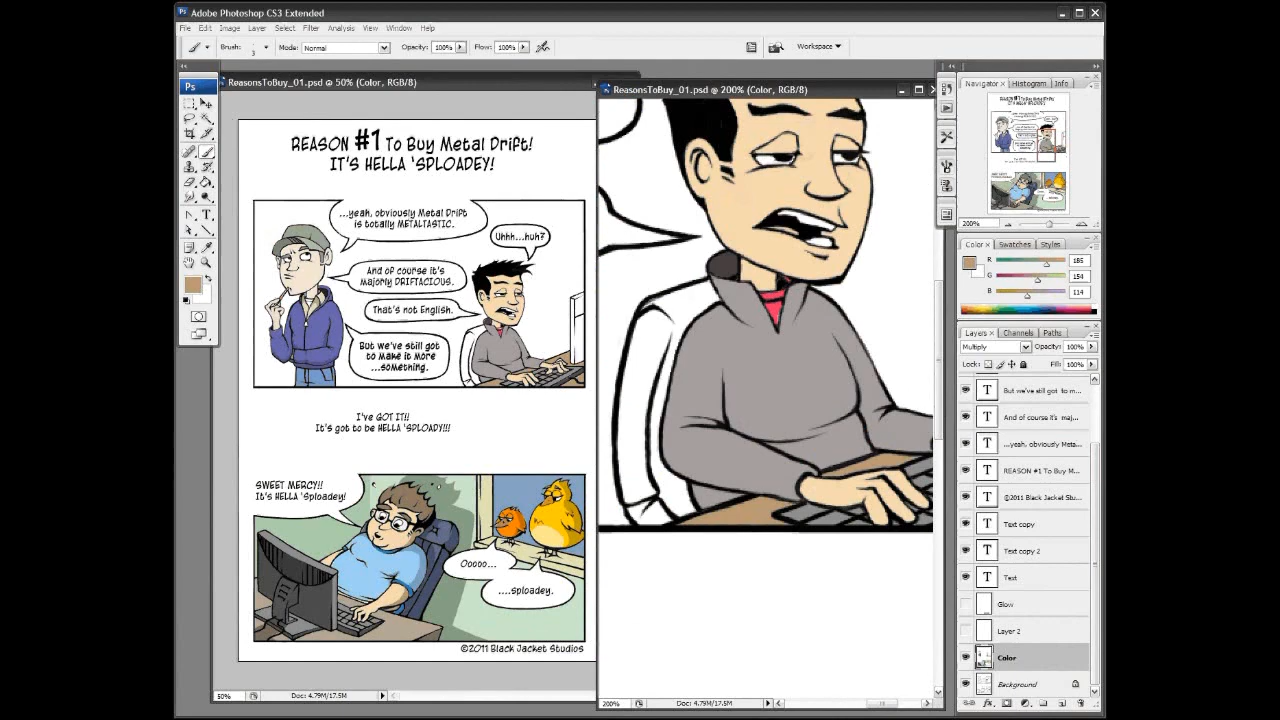 Adobe Photoshop CS3 Extended
File Edit Image Layer Select Filter Analysis View Window Help
Brush: 3 Mode: Normal Opacity: 100% Flow: 100% Workspace
ReasonsToBuy_01.psd @ 50% (Color, RGB/8)
ReasonsToBuy_01.psd @ 200% (Color, RGB/8)
Ps
REASON #1 To Buy Metal Drift!
IT'S HELLA 'SPLOADEY!
...yeah, obviously Metal Drift
is totally METALTASTIC.
Uhhh...huh?
And of course it's
majorly DRIFTACIOUS.
That's not English.
But we've still got
to make it more
...something.
I've GOT IT!!
It's got to be HELLA 'SPLOADY!!!
SWEET MERCY!!
It's HELLA 'Sploadey!
Ooooo...
....sploadey.
©2011 Black Jacket Studios
50% Doc: 4.79M/17.5M
200% Doc: 4.79M/17.5M
Navigator Histogram Info
200%
Color Swatches Styles
R 185
G 154
B 114
Layers Channels Paths
Multiply Opacity: 100%
Lock: Fill: 100%
T But we've still got to m...
T And of course it's maj...
T ...yeah, obviously Meta...
T REASON #1 To Buy M...
T ©2011 Black Jacket Stu...
T Text copy
T Text copy 2
T Text
Glow
Layer 2
Color
Background